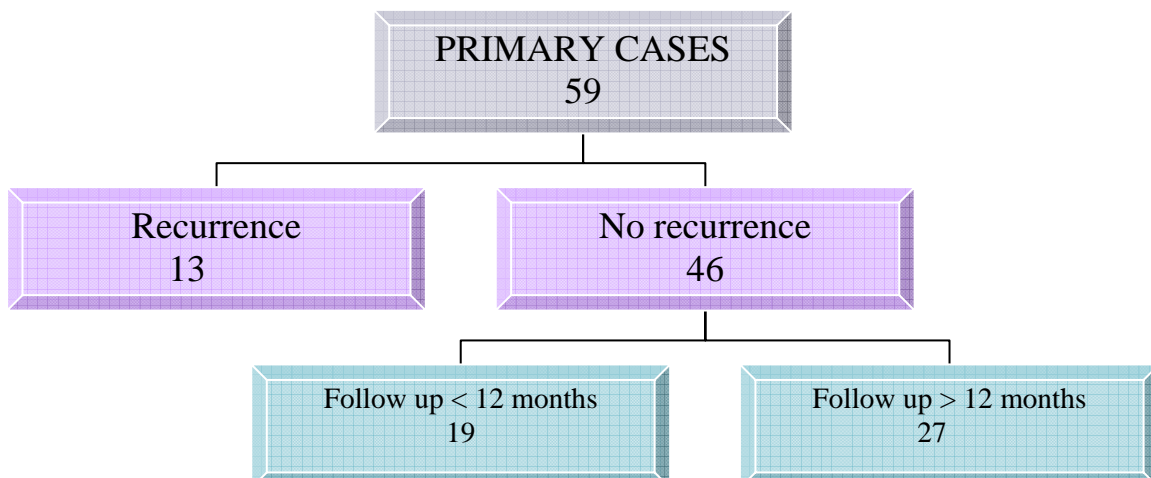 PRIMARY CASES
59
Recurrence
13
No recurrence
46
Follow up < 12 months
19
Follow up > 12 months
27